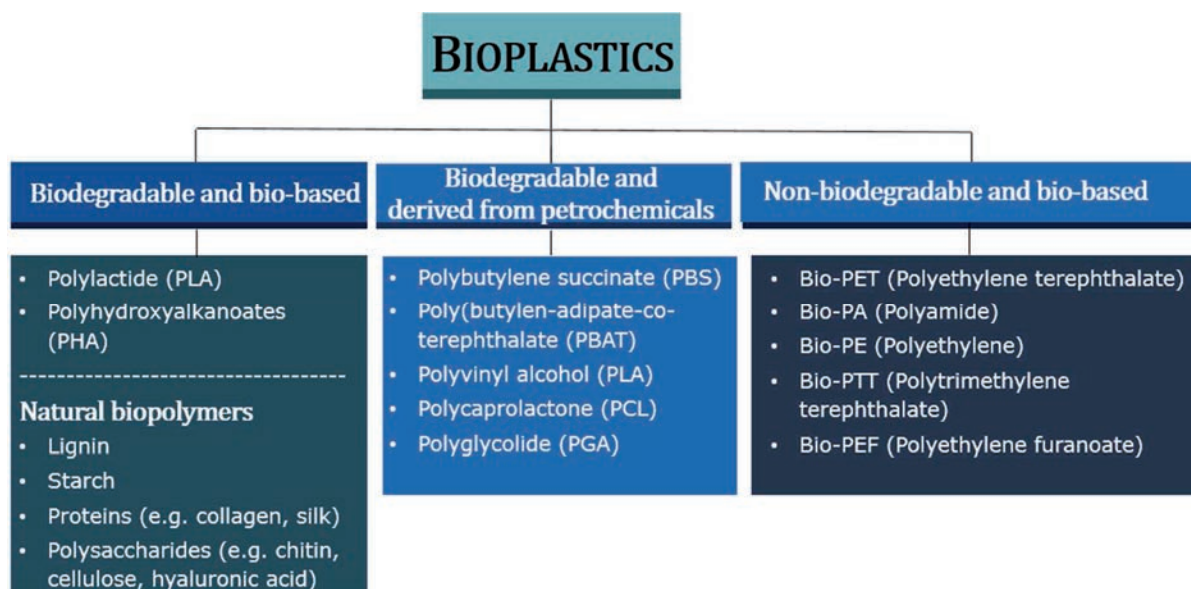 BIOPLASTICS
Biodegradable and bio-based
• Polylactide (PLA)
• Polyhydroxyalkanoates
(PHA)
-----------------------------------
Natural biopolymers
• Lignin
• Starch
• Proteins (e.g. collagen, silk)
• Polysaccharides (e.g. chitin,
cellulose, hyaluronic acid)
Biodegradable and
derived from petrochemicals
• Polybutylene succinate (PBS)
• Poly(butylen-adipate-co-
terephthalate (PBAT)
• Polyvinyl alcohol (PLA)
• Polycaprolactone (PCL)
• Polyglycolide (PGA)
Non-biodegradable and bio-based
• Bio-PET (Polyethylene terephthalate)
• Bio-PA (Polyamide)
• Bio-PE (Polyethylene)
• Bio-PTT (Polytrimethylene
terephthalate)
• Bio-PEF (Polyethylene furanoate)